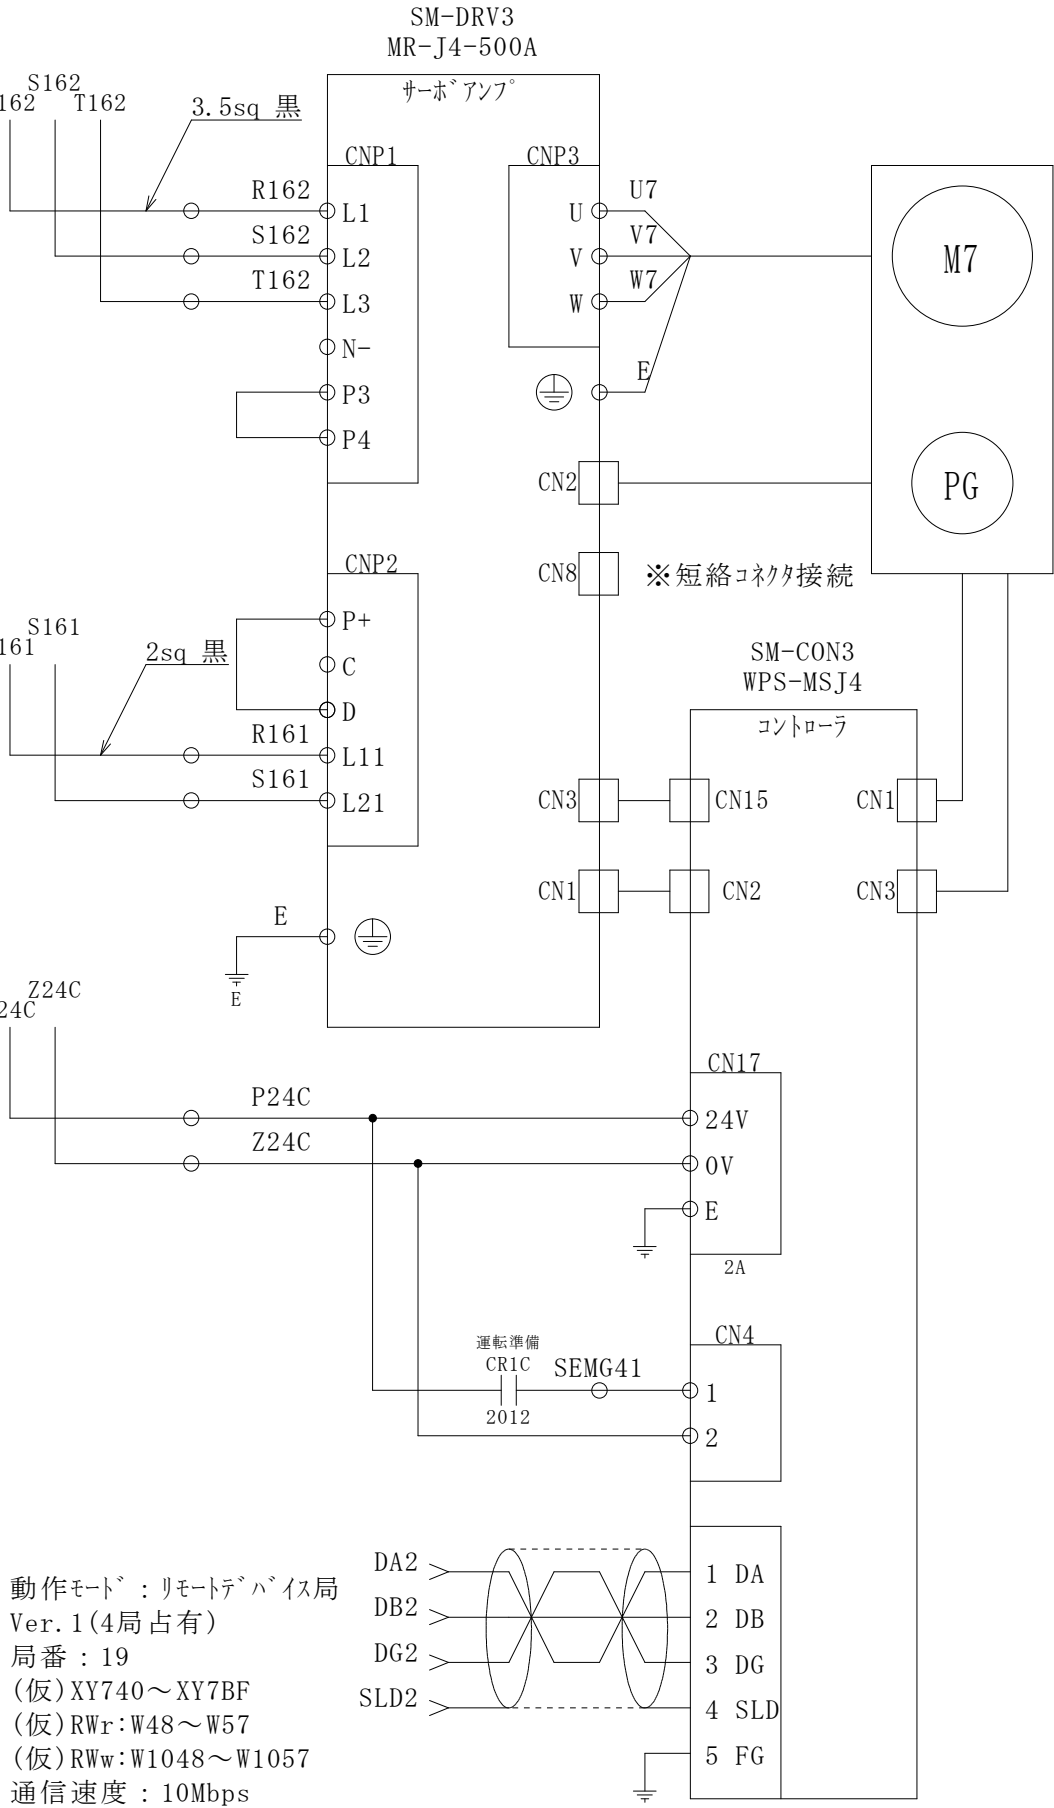 SM-DRV3
MR-J4-500A
サーボアンプ
S162
162
T162
3.5sq 黒
CNP1
CNP3
R162
L1
S162
L2
T162
L3
N-
P3
P4
U
U7
V
V7
W
W7
E
M7
PG
CN2
CN8
※短絡コネクタ接続
CNP2
P+
C
D
S161
161
2sq 黒
R161
L11
S161
L21
SM-CON3
WPS-MSJ4
コントローラ
CN3
CN15
CN1
CN1
CN2
CN3
E
E
Z24C
24C
P24C
Z24C
CN17
24V
0V
E
2A
運転準備
CR1C
2012
SEMG41
CN4
1
2
DA2
DB2
DG2
SLD2
1 DA
2 DB
3 DG
4 SLD
5 FG
動作モード:リモートデバイス局
Ver.1(4局占有)
局番:19
(仮)XY740～XY7BF
(仮)RWr:W48～W57
(仮)RWw:W1048～W1057
通信速度:10Mbps